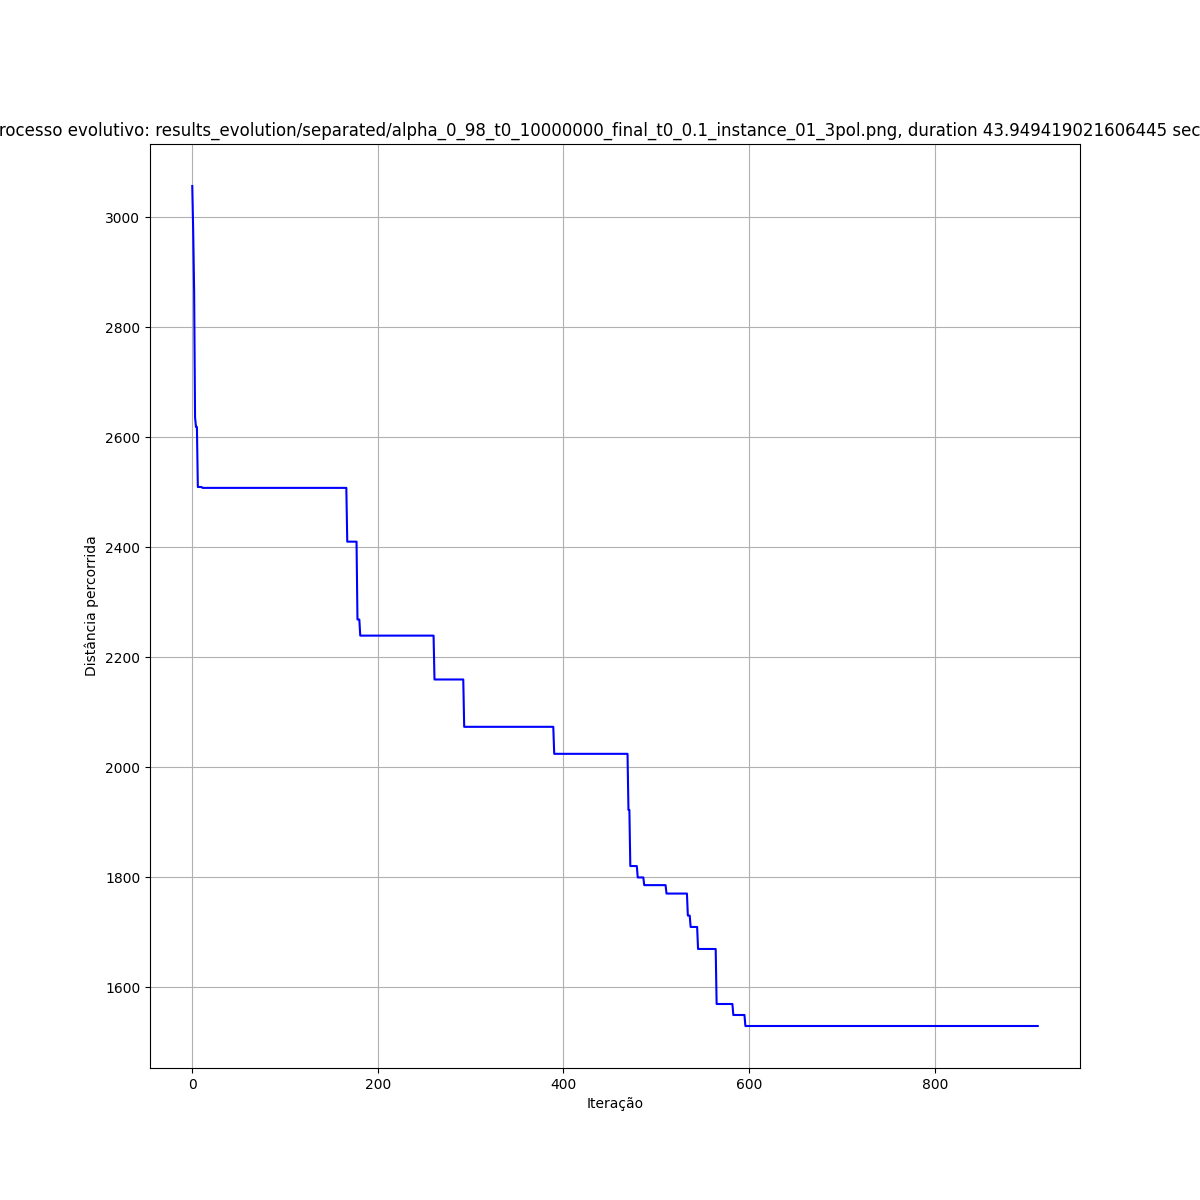 rocesso evolutivo: results_evolution/separated/alpha_0_98_t0_10000000_final_t0_0.1_instance_01_3pol.png, duration 43.949419021606445 sec
3000
2800
2600
2400
2200
2000
1800
1600
Distância percorrida
0 200 400 600 800
Iteração